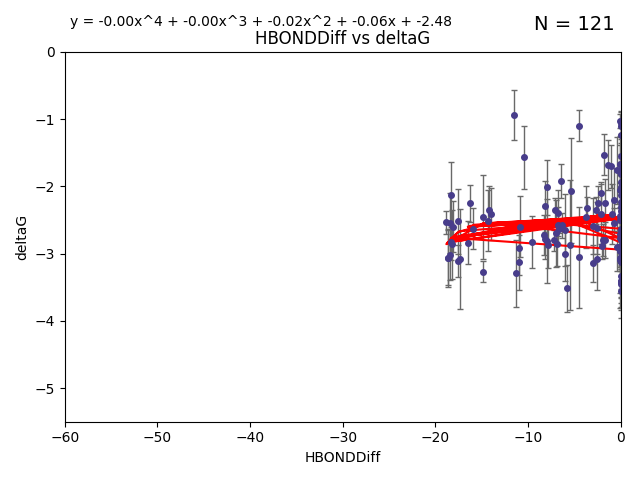 y = -0.00x^4 + -0.00x^3 + -0.02x^2 + -0.06x + -2.48
N = 121
HBONDDiff vs deltaG
deltaG
0
−1
−2
−3
−4
−5
−60 −50 −40 −30 −20 −10 0
HBONDDiff